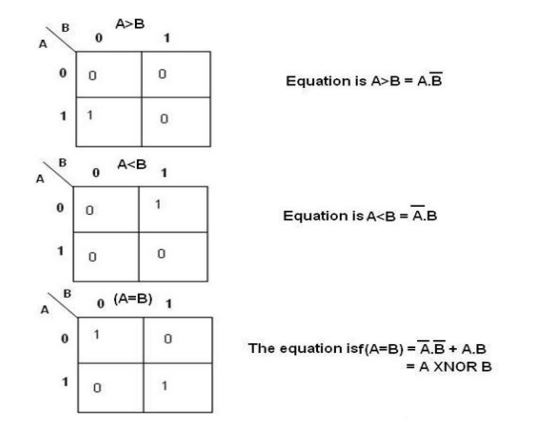 B A>B
A 0 1
0 0 0
1 1 0
Equation is A>B = A.B̅
B A<B
A 0 1
0 0 1
1 0 0
Equation is A<B = A̅.B
B (A=B)
A 0 1
0 1 0
1 0 1
The equation isf(A=B) = A̅.B̅ + A.B
= A XNOR B